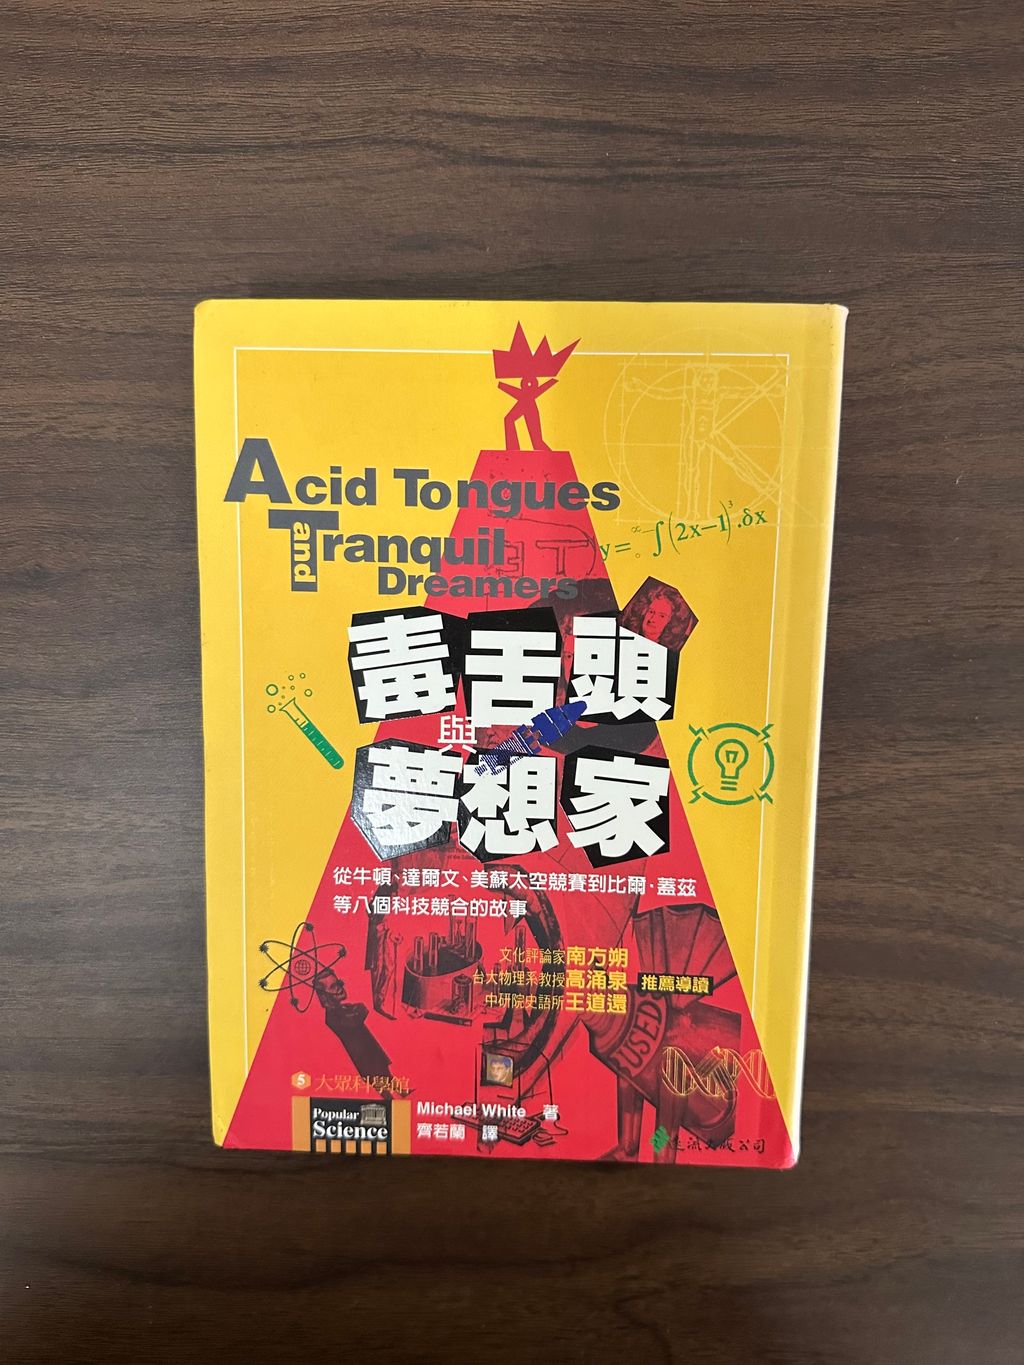 Acid Tongues
and Tranquil
Dreamers
y= ∫(2x−1)³.δx
毒舌頭
與
夢想家
從牛頓、達爾文、美蘇太空競賽到比爾·蓋茲
等八個科技競合的故事
文化評論家南方朔
台大物理系教授高涌泉 推薦導讀
中研院史語所王道還
USED
5 大眾科學館
Popular
Science
Michael White 著
齊若蘭 譯
遠流出版公司